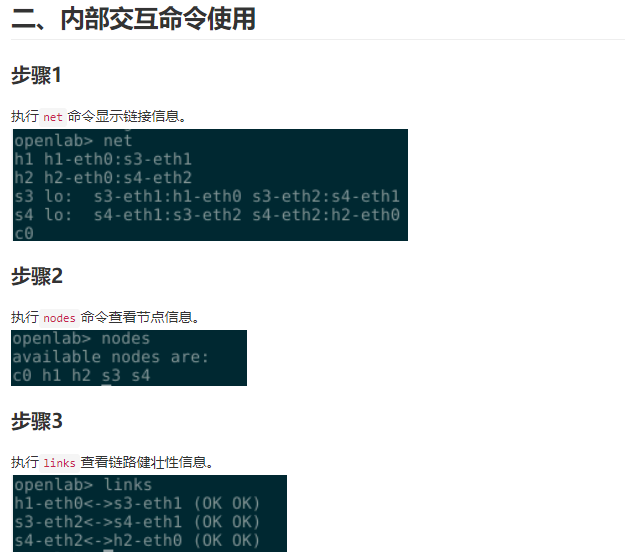 二、内部交互命令使用
步骤1
执行 net 命令显示链接信息。
openlab> net
h1 h1-eth0:s3-eth1
h2 h2-eth0:s4-eth2
s3 lo:  s3-eth1:h1-eth0 s3-eth2:s4-eth1
s4 lo:  s4-eth1:s3-eth2 s4-eth2:h2-eth0
c0
步骤2
执行 nodes 命令查看节点信息。
openlab> nodes
available nodes are:
c0 h1 h2 s3 s4
步骤3
执行 links 查看链路健壮性信息。
openlab> links
h1-eth0<->s3-eth1 (OK OK)
s3-eth2<->s4-eth1 (OK OK)
s4-eth2<->h2-eth0 (OK OK)